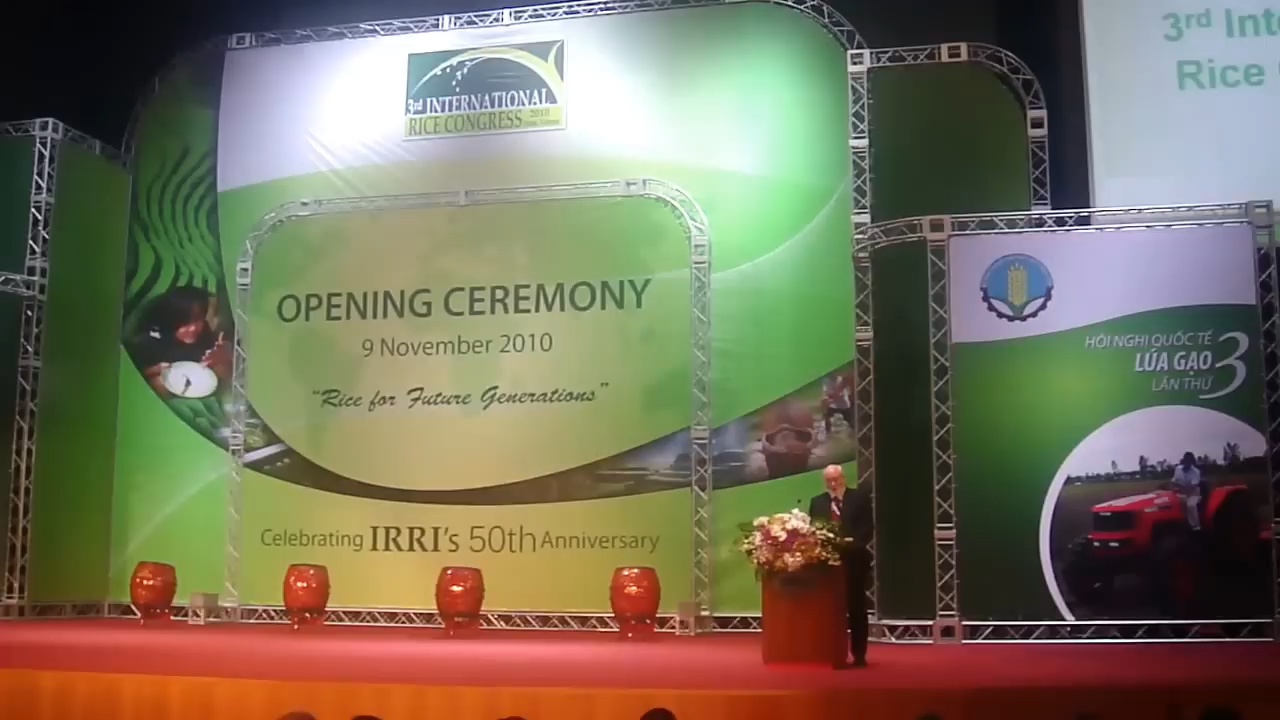 3rd INTERNATIONAL
RICE CONGRESS 2010
OPENING CEREMONY
9 November 2010
"Rice for Future Generations"
Celebrating IRRI's 50th Anniversary
3rd Int
Rice
HỘI NGHỊ QUỐC TẾ
LÚA GẠO
LẦN THỨ 3